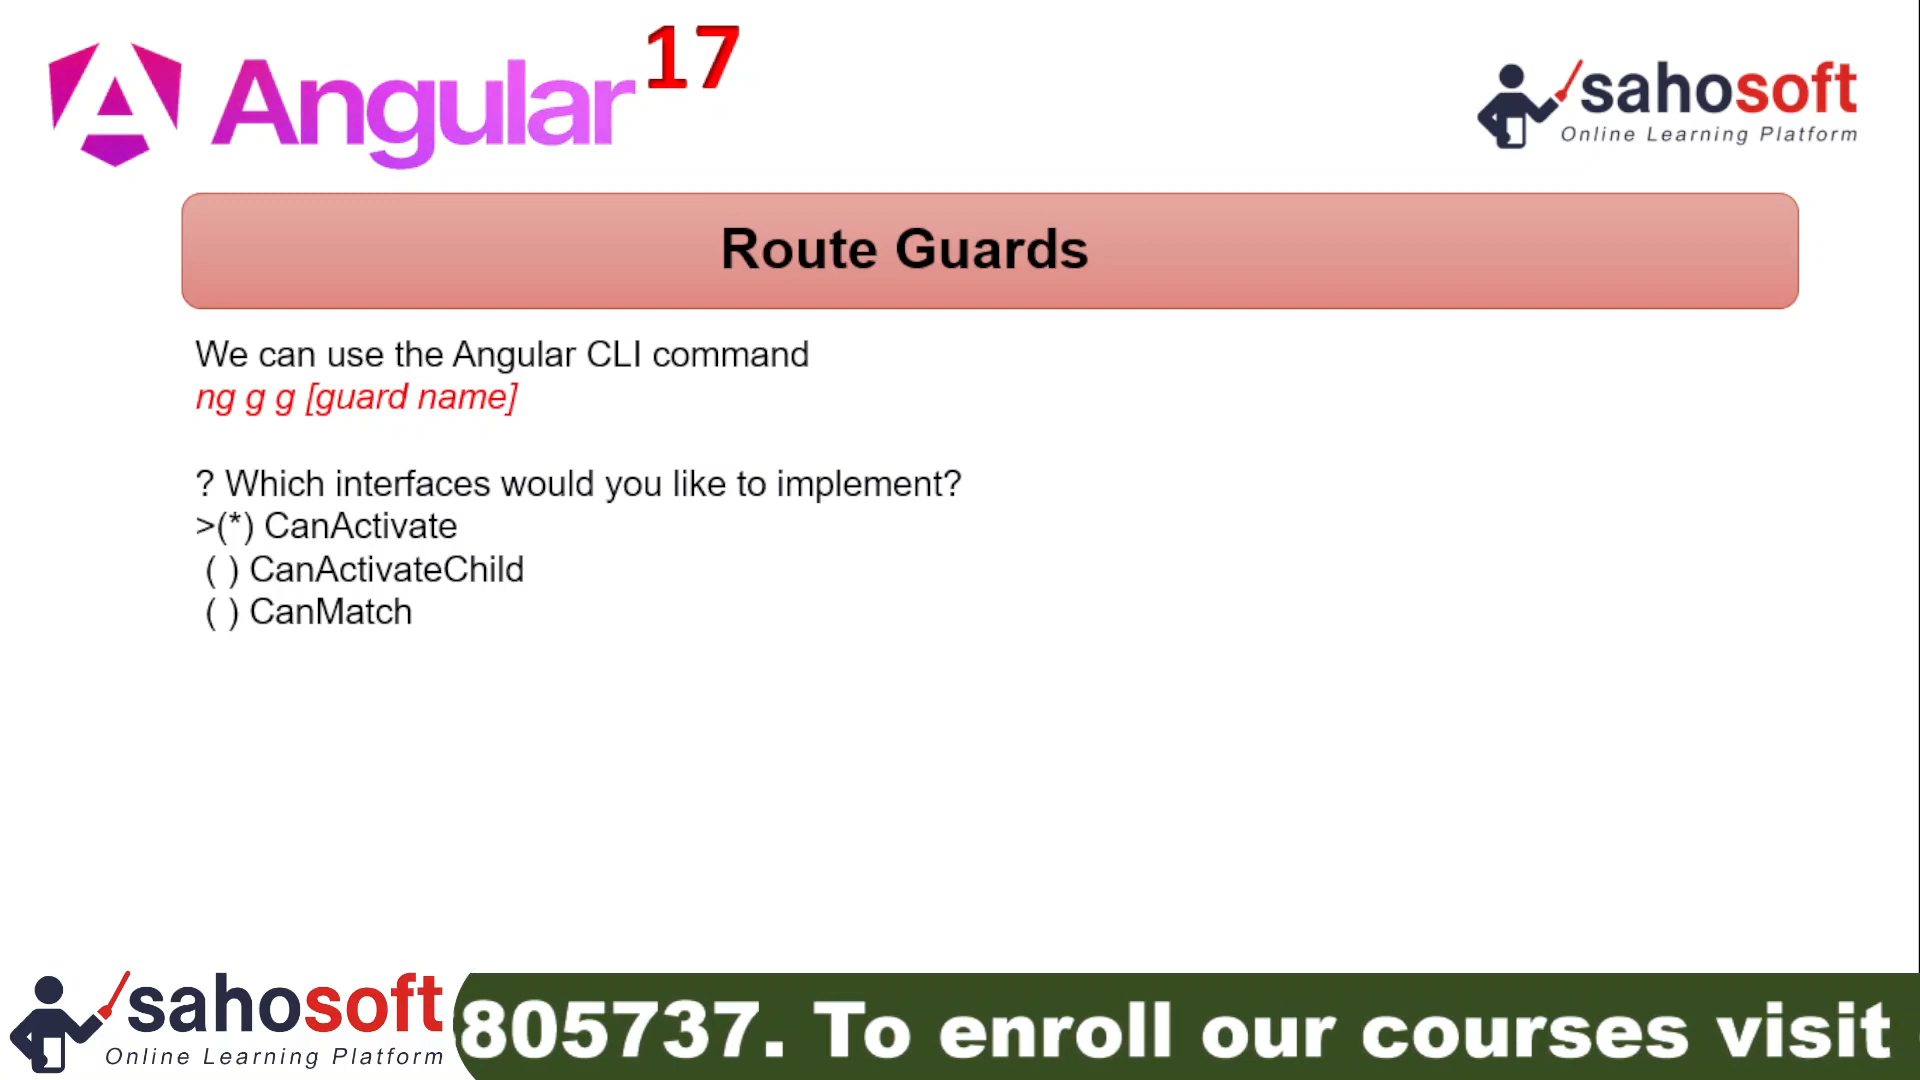 Angular 17
sahosoft
Online Learning Platform
Route Guards
We can use the Angular CLI command
ng g g [guard name]
? Which interfaces would you like to implement?
>(*) CanActivate
( ) CanActivateChild
( ) CanMatch
sahosoft
Online Learning Platform
805737. To enroll our courses visit